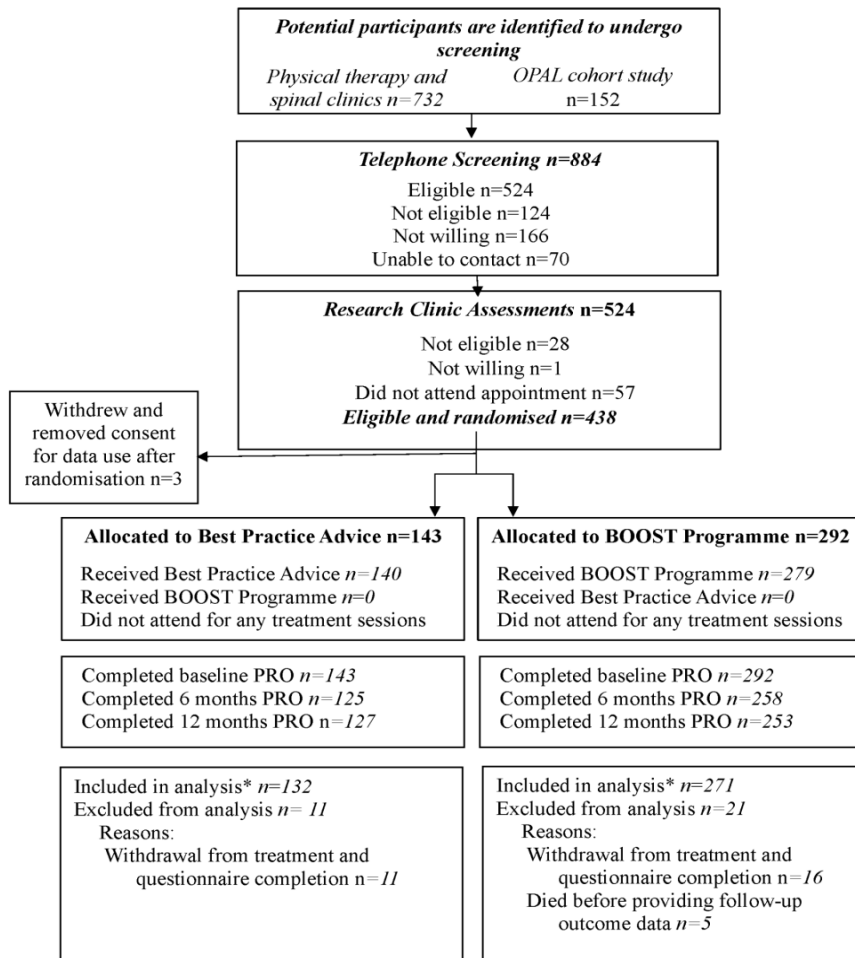 Potential participants are identified to undergo
screening
Physical therapy and
spinal clinics n=732
OPAL cohort study
n=152
Telephone Screening n=884
Eligible n=524
Not eligible n=124
Not willing n=166
Unable to contact n=70
Research Clinic Assessments n=524
Not eligible n=28
Not willing n=1
Did not attend appointment n=57
Eligible and randomised n=438
Withdrew and
removed consent
for data use after
randomisation n=3
Allocated to Best Practice Advice n=143
Received Best Practice Advice n=140
Received BOOST Programme n=0
Did not attend for any treatment sessions
Allocated to BOOST Programme n=292
Received BOOST Programme n=279
Received Best Practice Advice n=0
Did not attend for any treatment sessions
Completed baseline PRO n=143
Completed 6 months PRO n=125
Completed 12 months PRO n=127
Completed baseline PRO n=292
Completed 6 months PRO n=258
Completed 12 months PRO n=253
Included in analysis* n=132
Excluded from analysis n= 11
Reasons:
Withdrawal from treatment and
questionnaire completion n=11
Included in analysis* n=271
Excluded from analysis n=21
Reasons:
Withdrawal from treatment and
questionnaire completion n=16
Died before providing follow-up
outcome data n=5